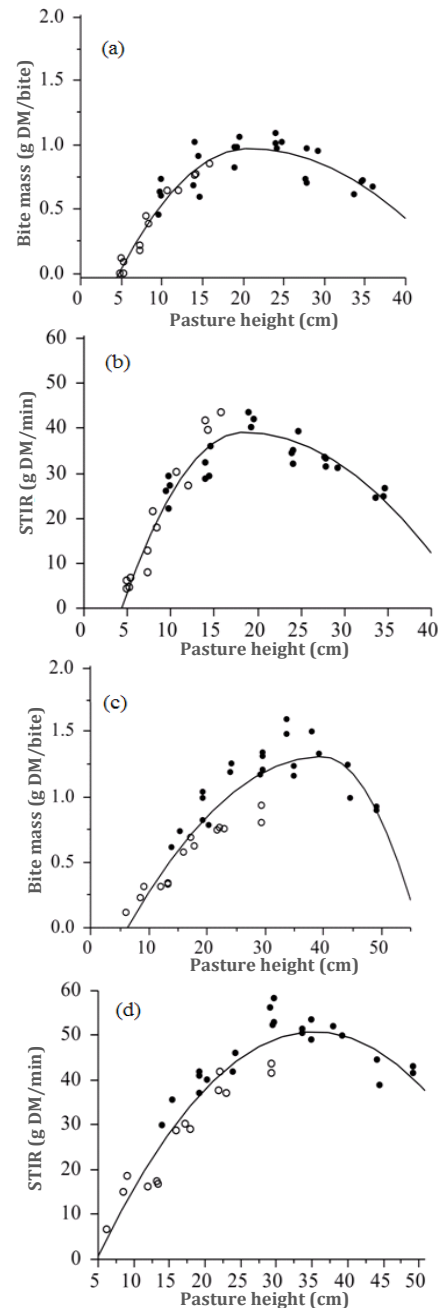 (a)
Bite mass (g DM/bite)
2.0
1.5
1.0
0.5
0.0
0 5 10 15 20 25 30 35 40
Pasture height (cm)
(b)
STIR (g DM/min)
60
50
40
30
20
10
0
0 5 10 15 20 25 30 35 40
Pasture height (cm)
(c)
Bite mass (g DM/bite)
2.0
1.5
1.0
0.5
0.0
0 10 20 30 40 50
Pasture height (cm)
(d)
STIR (g DM/min)
60
50
40
30
20
10
0
5 10 15 20 25 30 35 40 45 50
Pasture height (cm)